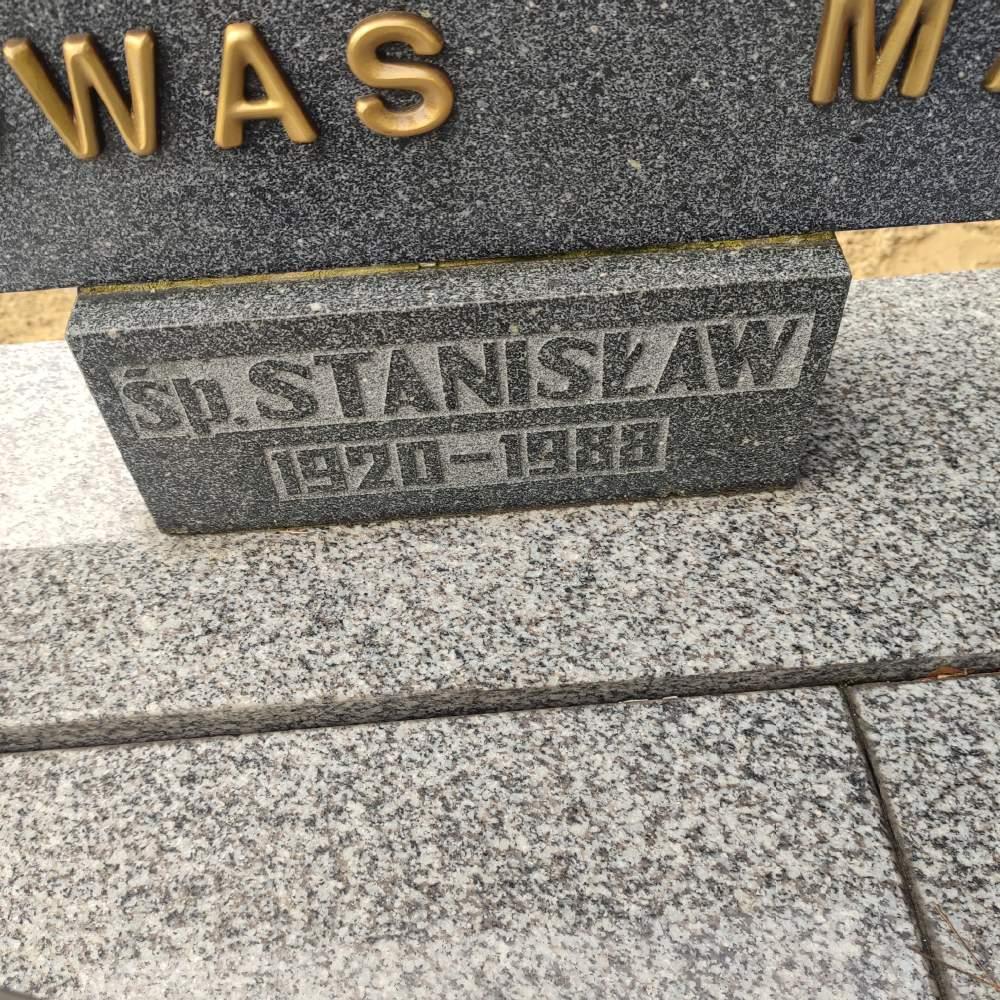 WAS M
śp. STANISŁAW
1920-1988